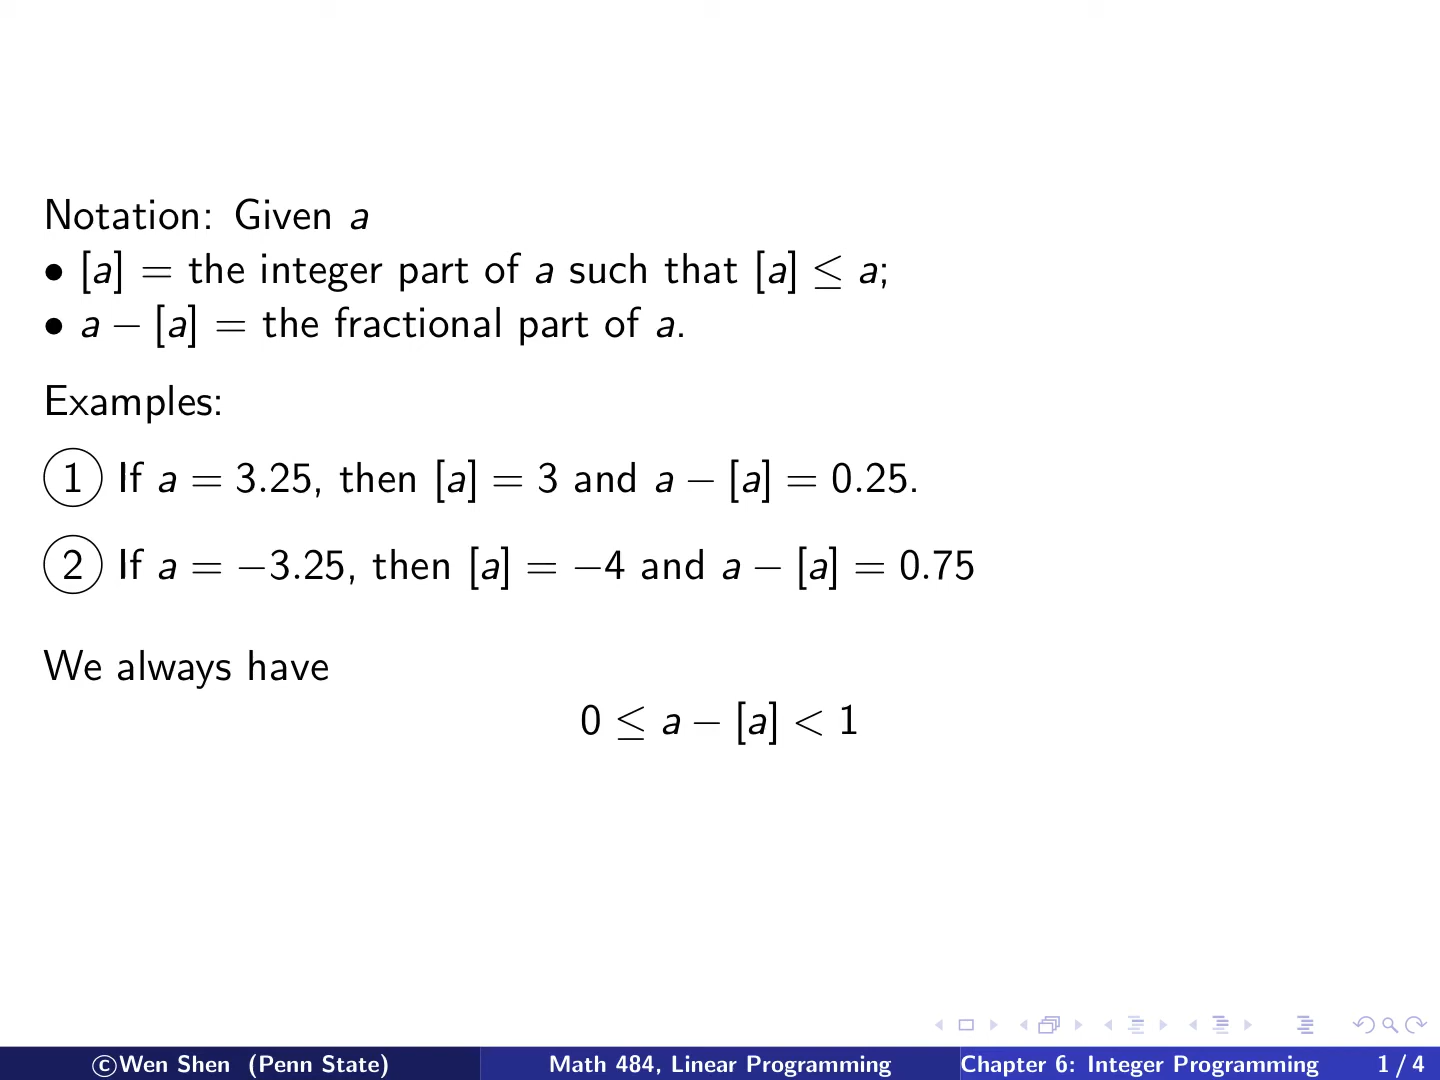 Notation: Given a
• [a] = the integer part of a such that [a] ≤ a;
• a − [a] = the fractional part of a.
Examples:
1 If a = 3.25, then [a] = 3 and a − [a] = 0.25.
2 If a = −3.25, then [a] = −4 and a − [a] = 0.75
We always have
0 ≤ a − [a] < 1
©Wen Shen (Penn State) Math 484, Linear Programming Chapter 6: Integer Programming 1 / 4